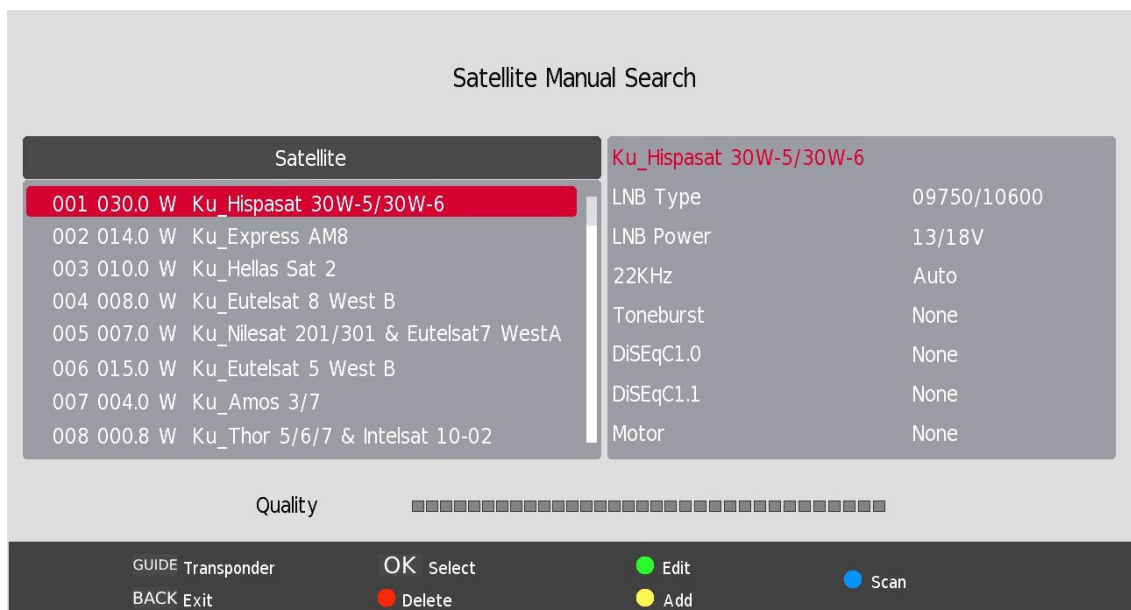 Satellite Manual Search
Satellite
001 030.0 W Ku_Hispasat 30W-5/30W-6
002 014.0 W Ku_Express AM8
003 010.0 W Ku_Hellas Sat 2
004 008.0 W Ku_Eutelsat 8 West B
005 007.0 W Ku_Nilesat 201/301 & Eutelsat7 WestA
006 015.0 W Ku_Eutelsat 5 West B
007 004.0 W Ku_Amos 3/7
008 000.8 W Ku_Thor 5/6/7 & Intelsat 10-02
Ku_Hispasat 30W-5/30W-6
LNB Type 09750/10600
LNB Power 13/18V
22KHz Auto
Toneburst None
DiSEqC1.0 None
DiSEqC1.1 None
Motor None
Quality
GUIDE Transponder OK Select Edit Scan
BACK Exit Delete Add